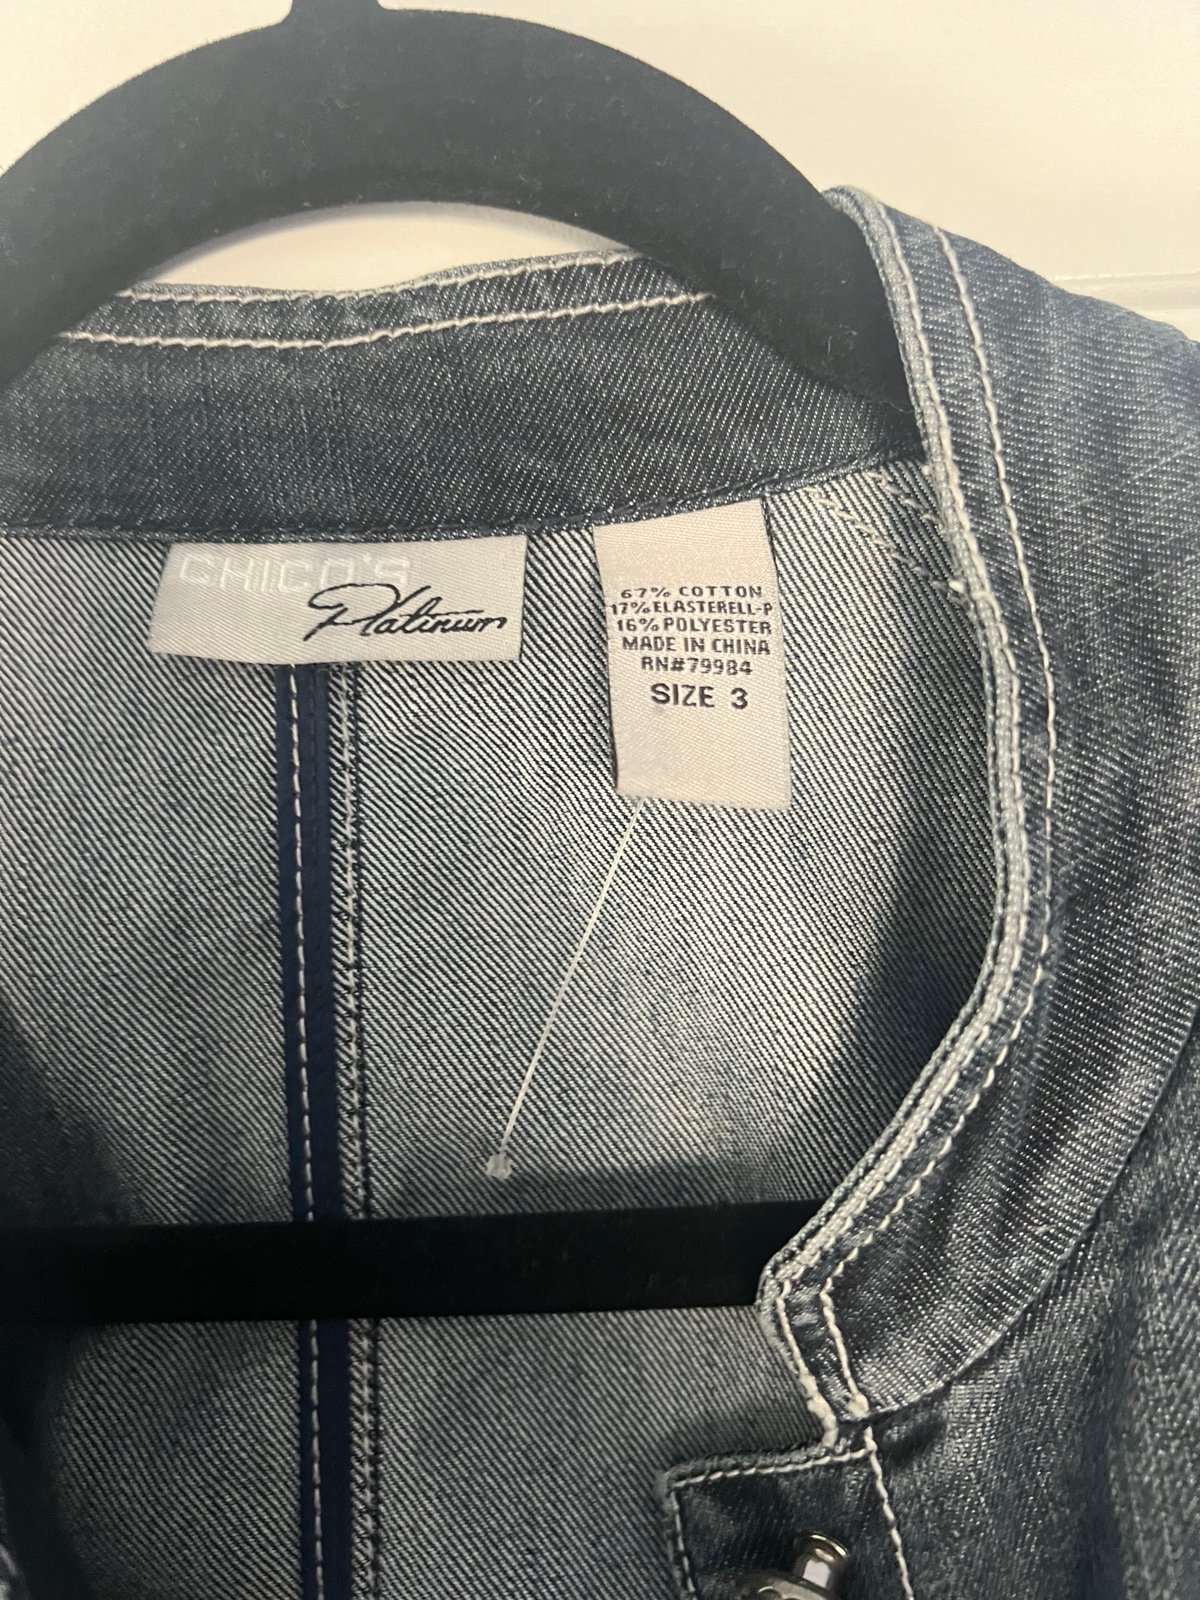 CHICO'S
Platinum
67% COTTON
17% ELASTERELL-P
16% POLYESTER
MADE IN CHINA
RN#79984
SIZE 3